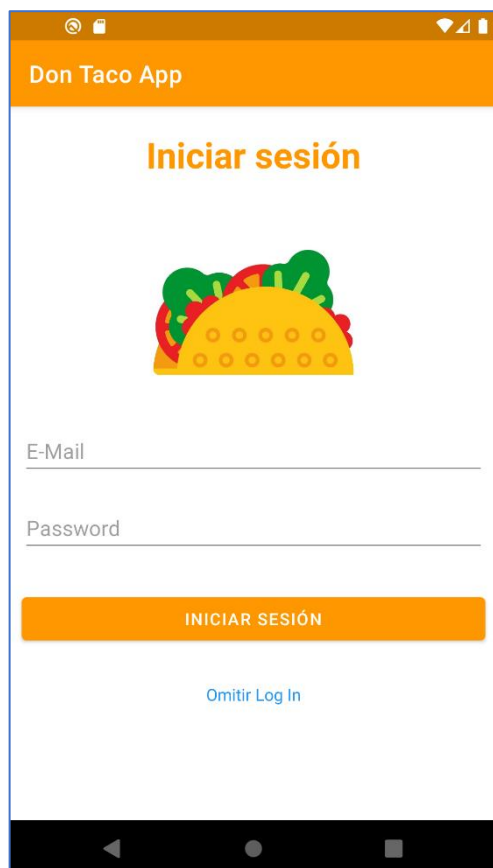 Don Taco App
Iniciar sesión
E-Mail
Password
INICIAR SESIÓN
Omitir Log In